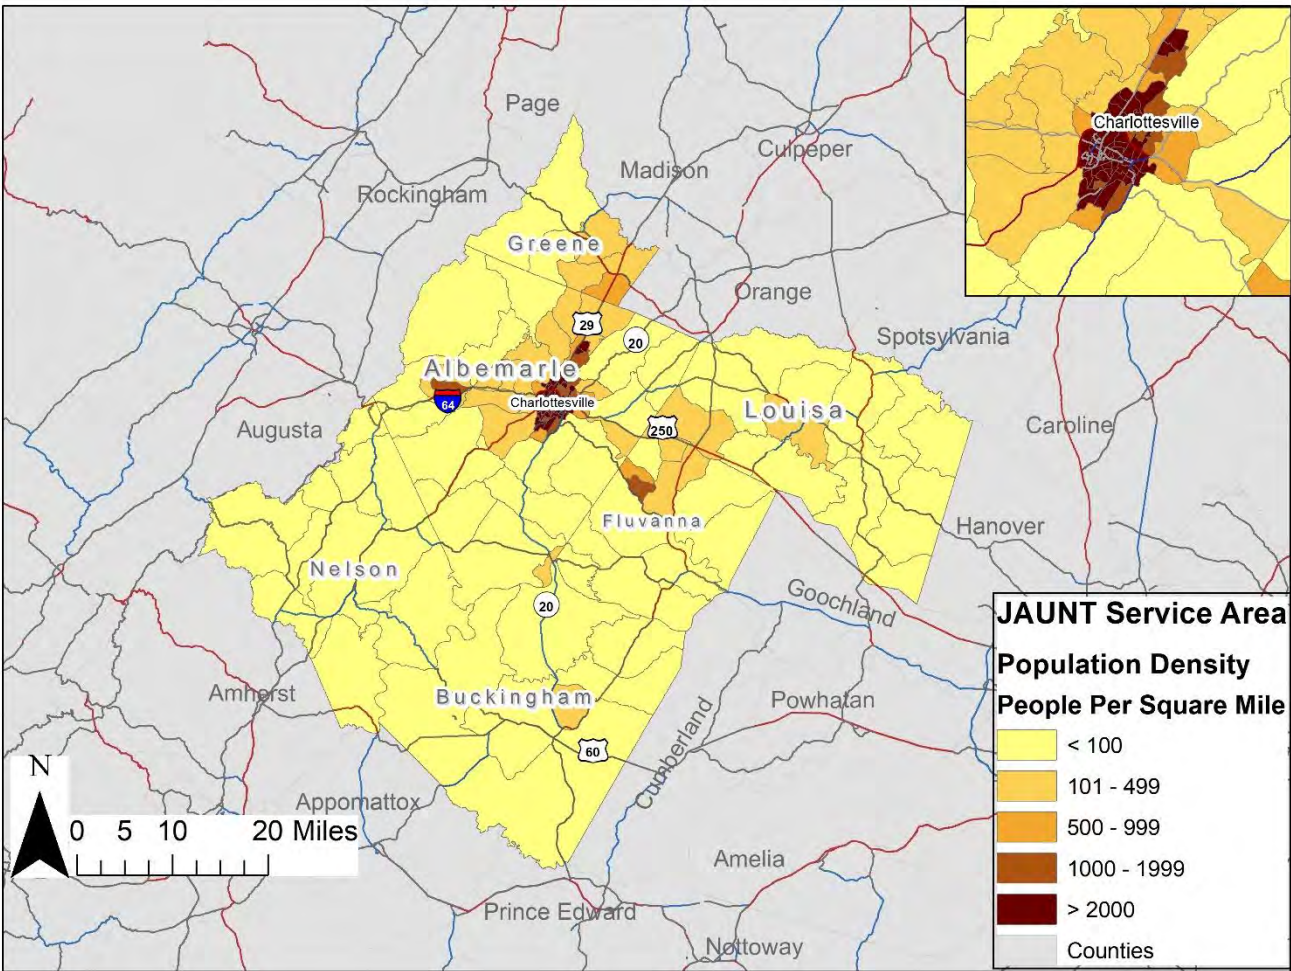 Page
Madison
Culpeper
Charlottesville
Rockingham
Greene
Orange
29
20
Spotsylvania
Albemarle
64
Charlottesville
Louisa
Augusta
250
Caroline
Fluvanna
Hanover
Nelson
20
Goochland
Amherst
Buckingham
Powhatan
60
Cumberland
Appomattox
Amelia
Prince Edward
Nottoway
N
0 5 10 20 Miles
JAUNT Service Area
Population Density
People Per Square Mile
< 100
101 - 499
500 - 999
1000 - 1999
> 2000
Counties